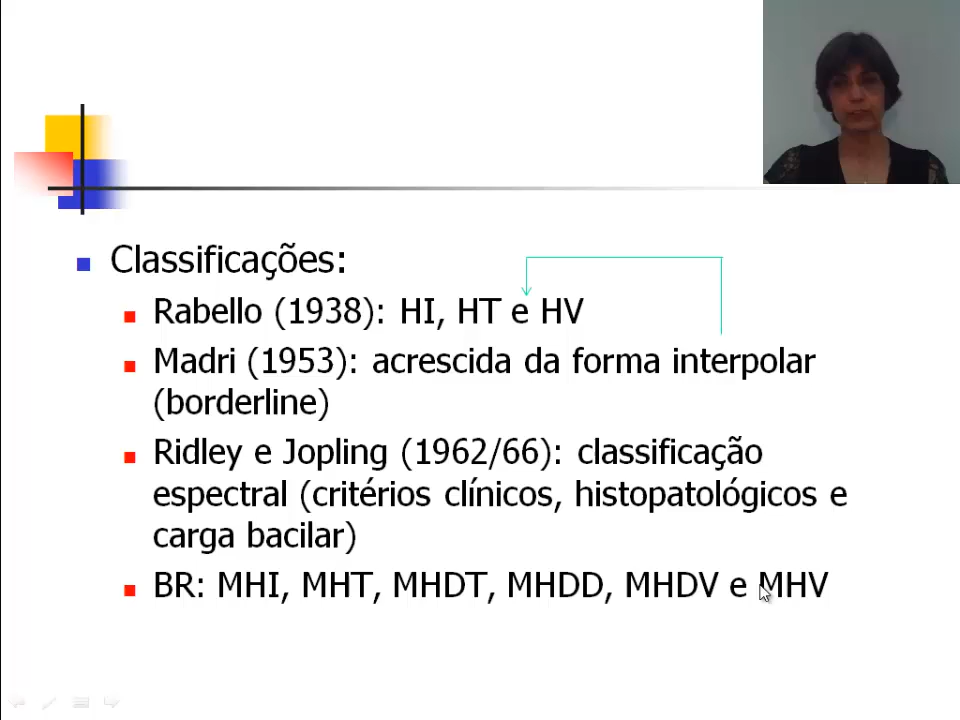 Classificações:
Rabello (1938): HI, HT e HV
Madri (1953): acrescida da forma interpolar
(borderline)
Ridley e Jopling (1962/66): classificação
espectral (critérios clínicos, histopatológicos e
carga bacilar)
BR: MHI, MHT, MHDT, MHDD, MHDV e MHV